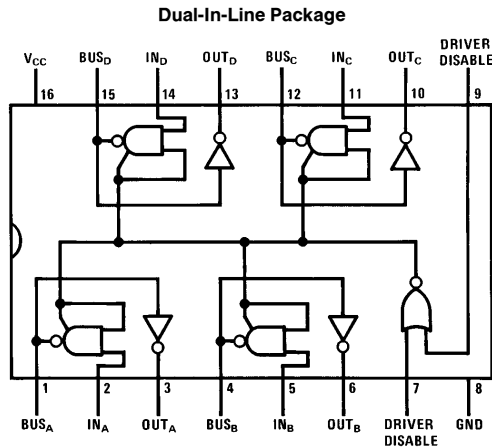 Dual-In-Line Package
VCC BUSD IND OUTD BUSC INC OUTC DRIVER DISABLE
16 15 14 13 12 11 10 9
1 2 3 4 5 6 7 8
BUSA INA OUTA BUSB INB OUTB DRIVER DISABLE GND